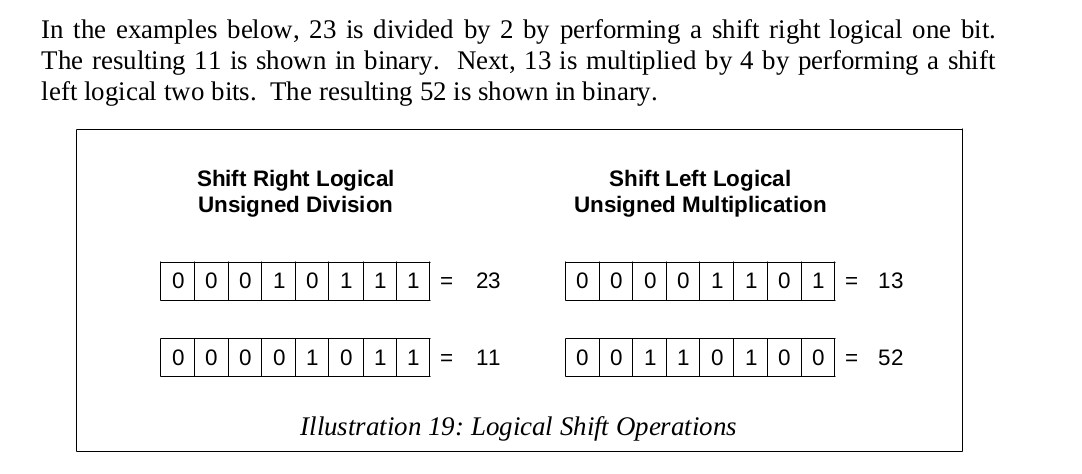 In the examples below, 23 is divided by 2 by performing a shift right logical one bit.
The resulting 11 is shown in binary.  Next, 13 is multiplied by 4 by performing a shift
left logical two bits.  The resulting 52 is shown in binary.
Shift Right Logical
Unsigned Division
0 0 0 1 0 1 1 1 = 23
0 0 0 0 1 0 1 1 = 11
Shift Left Logical
Unsigned Multiplication
0 0 0 0 1 1 0 1 = 13
0 0 1 1 0 1 0 0 = 52
Illustration 19: Logical Shift Operations